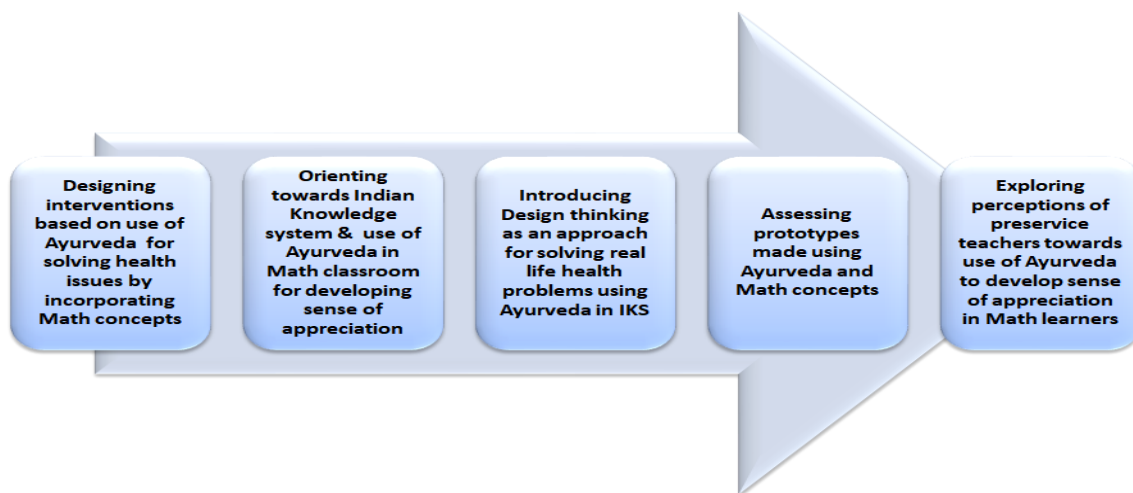 Designing
interventions
based on use of
Ayurveda for
solving health
issues by
incorporating
Math concepts
Orienting
towards Indian
Knowledge
system & use of
Ayurveda in
Math classroom
for developing
sense of
appreciation
Introducing
Design thinking
as an approach
for solving real
life health
problems using
Ayurveda in IKS
Assessing
prototypes
made using
Ayurveda and
Math concepts
Exploring
perceptions of
preservice
teachers towards
use of Ayurveda
to develop sense
of appreciation
in Math learners